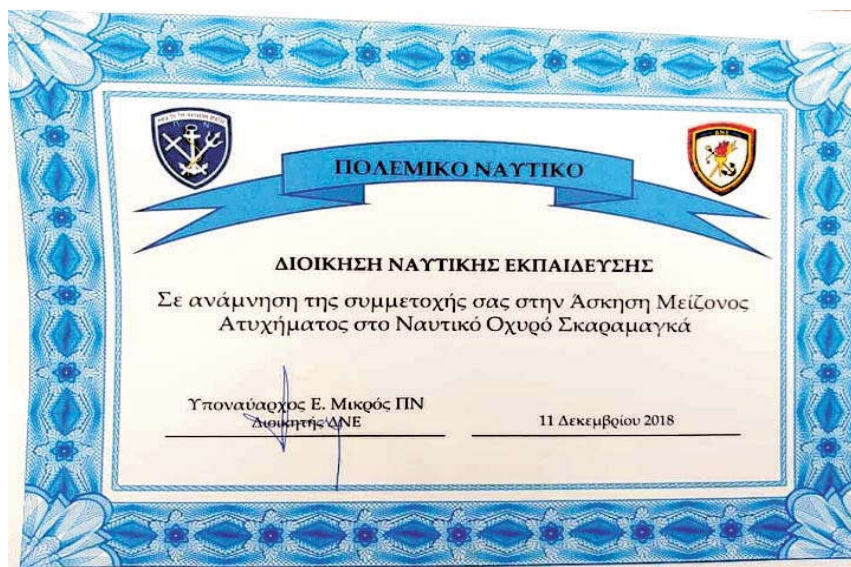 ΠΟΛΕΜΙΚΟ ΝΑΥΤΙΚΟ
ΔΝΕ
ΔΙΟΙΚΗΣΗ ΝΑΥΤΙΚΗΣ ΕΚΠΑΙΔΕΥΣΗΣ
Σε ανάμνηση της συμμετοχής σας στην Άσκηση Μείζονος
Ατυχήματος στο Ναυτικό Οχυρό Σκαραμαγκά
Υποναύαρχος Ε. Μικρός ΠΝ
Διοικητής ΔΝΕ
11 Δεκεμβρίου 2018